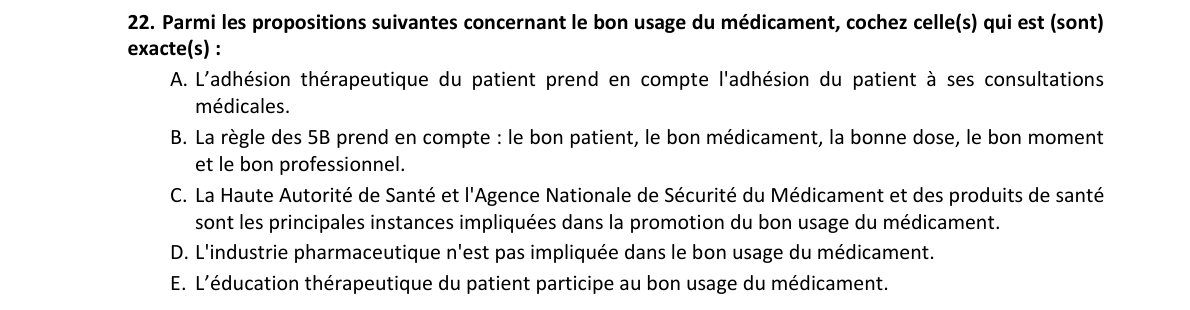 22. Parmi les propositions suivantes concernant le bon usage du médicament, cochez celle(s) qui est (sont)
exacte(s) :
A. L’adhésion thérapeutique du patient prend en compte l'adhésion du patient à ses consultations
médicales.
B. La règle des 5B prend en compte : le bon patient, le bon médicament, la bonne dose, le bon moment
et le bon professionnel.
C. La Haute Autorité de Santé et l'Agence Nationale de Sécurité du Médicament et des produits de santé
sont les principales instances impliquées dans la promotion du bon usage du médicament.
D. L'industrie pharmaceutique n'est pas impliquée dans le bon usage du médicament.
E. L’éducation thérapeutique du patient participe au bon usage du médicament.